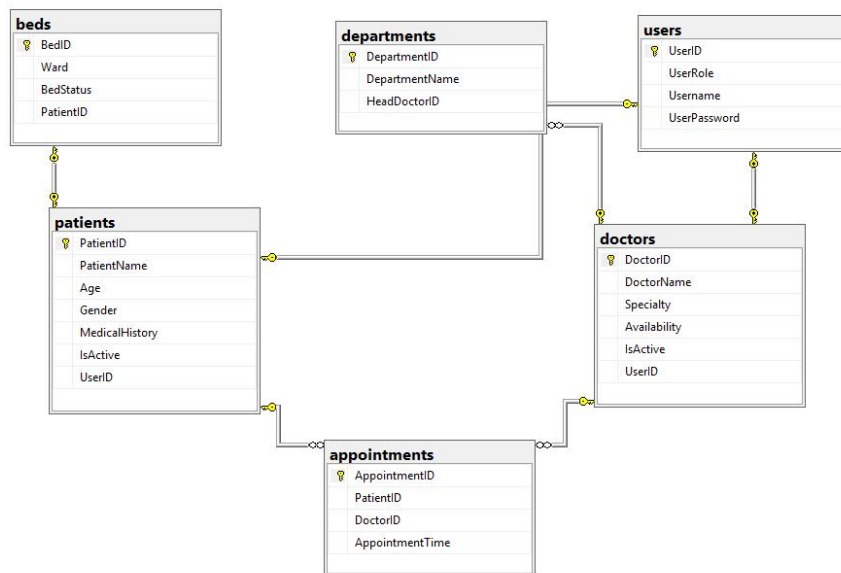 beds
BedID
Ward
BedStatus
PatientID
departments
DepartmentID
DepartmentName
HeadDoctorID
users
UserID
UserRole
Username
UserPassword
patients
PatientID
PatientName
Age
Gender
MedicalHistory
IsActive
UserID
doctors
DoctorID
DoctorName
Specialty
Availability
IsActive
UserID
appointments
AppointmentID
PatientID
DoctorID
AppointmentTime